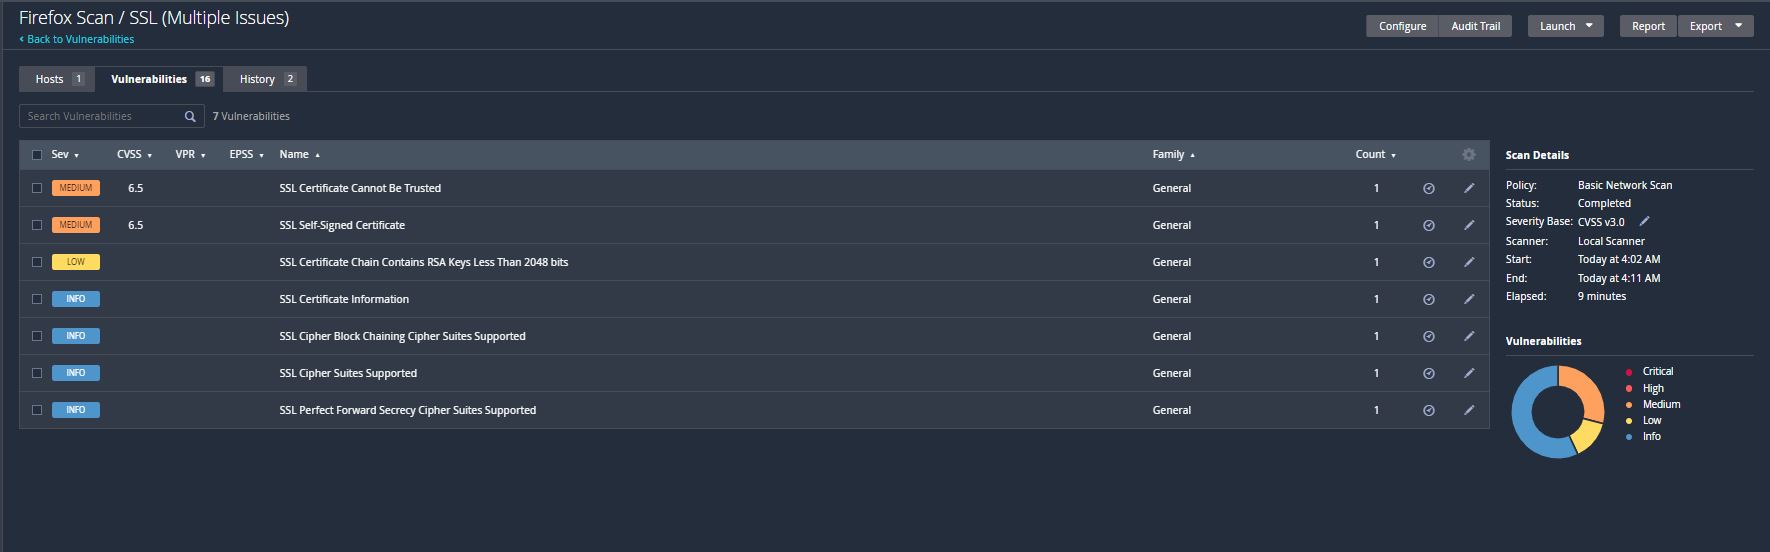 Firefox Scan / SSL (Multiple Issues)
‹ Back to Vulnerabilities
Configure Audit Trail Launch Report Export
Hosts 1 Vulnerabilities 16 History 2
Search Vulnerabilities 7 Vulnerabilities
Sev CVSS VPR EPSS Name Family Count
MEDIUM 6.5 SSL Certificate Cannot Be Trusted General 1
MEDIUM 6.5 SSL Self-Signed Certificate General 1
LOW SSL Certificate Chain Contains RSA Keys Less Than 2048 bits General 1
INFO SSL Certificate Information General 1
INFO SSL Cipher Block Chaining Cipher Suites Supported General 1
INFO SSL Cipher Suites Supported General 1
INFO SSL Perfect Forward Secrecy Cipher Suites Supported General 1
Scan Details
Policy: Basic Network Scan
Status: Completed
Severity Base: CVSS v3.0
Scanner: Local Scanner
Start: Today at 4:02 AM
End: Today at 4:11 AM
Elapsed: 9 minutes
Vulnerabilities
Critical
High
Medium
Low
Info